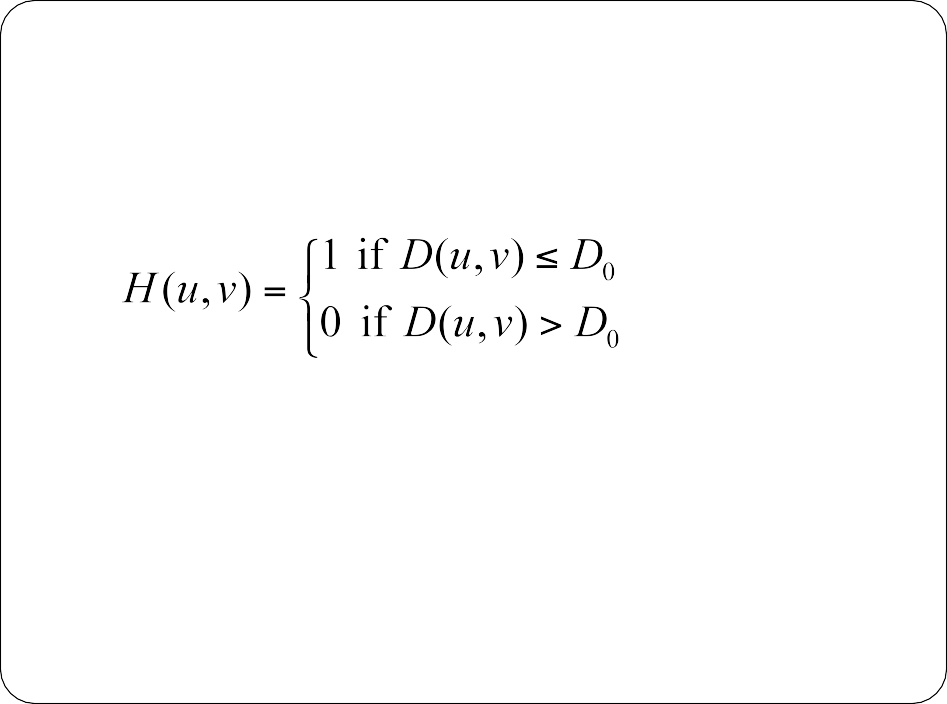 H(u,v) = { 1 if D(u,v) ≤ D₀
0 if D(u,v) > D₀